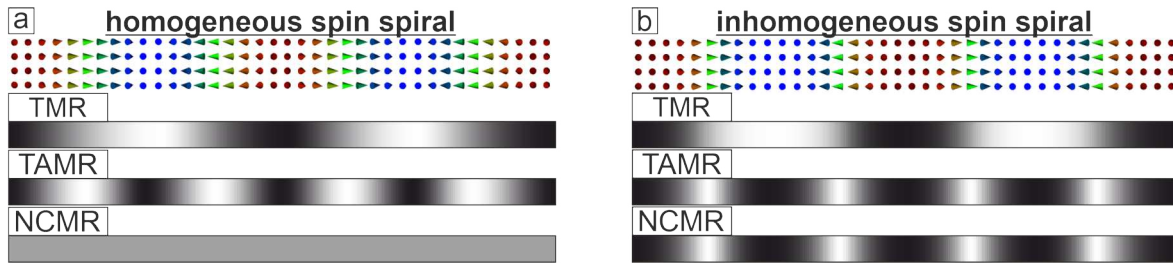 a homogeneous spin spiral
TMR
TAMR
NCMR
b inhomogeneous spin spiral
TMR
TAMR
NCMR